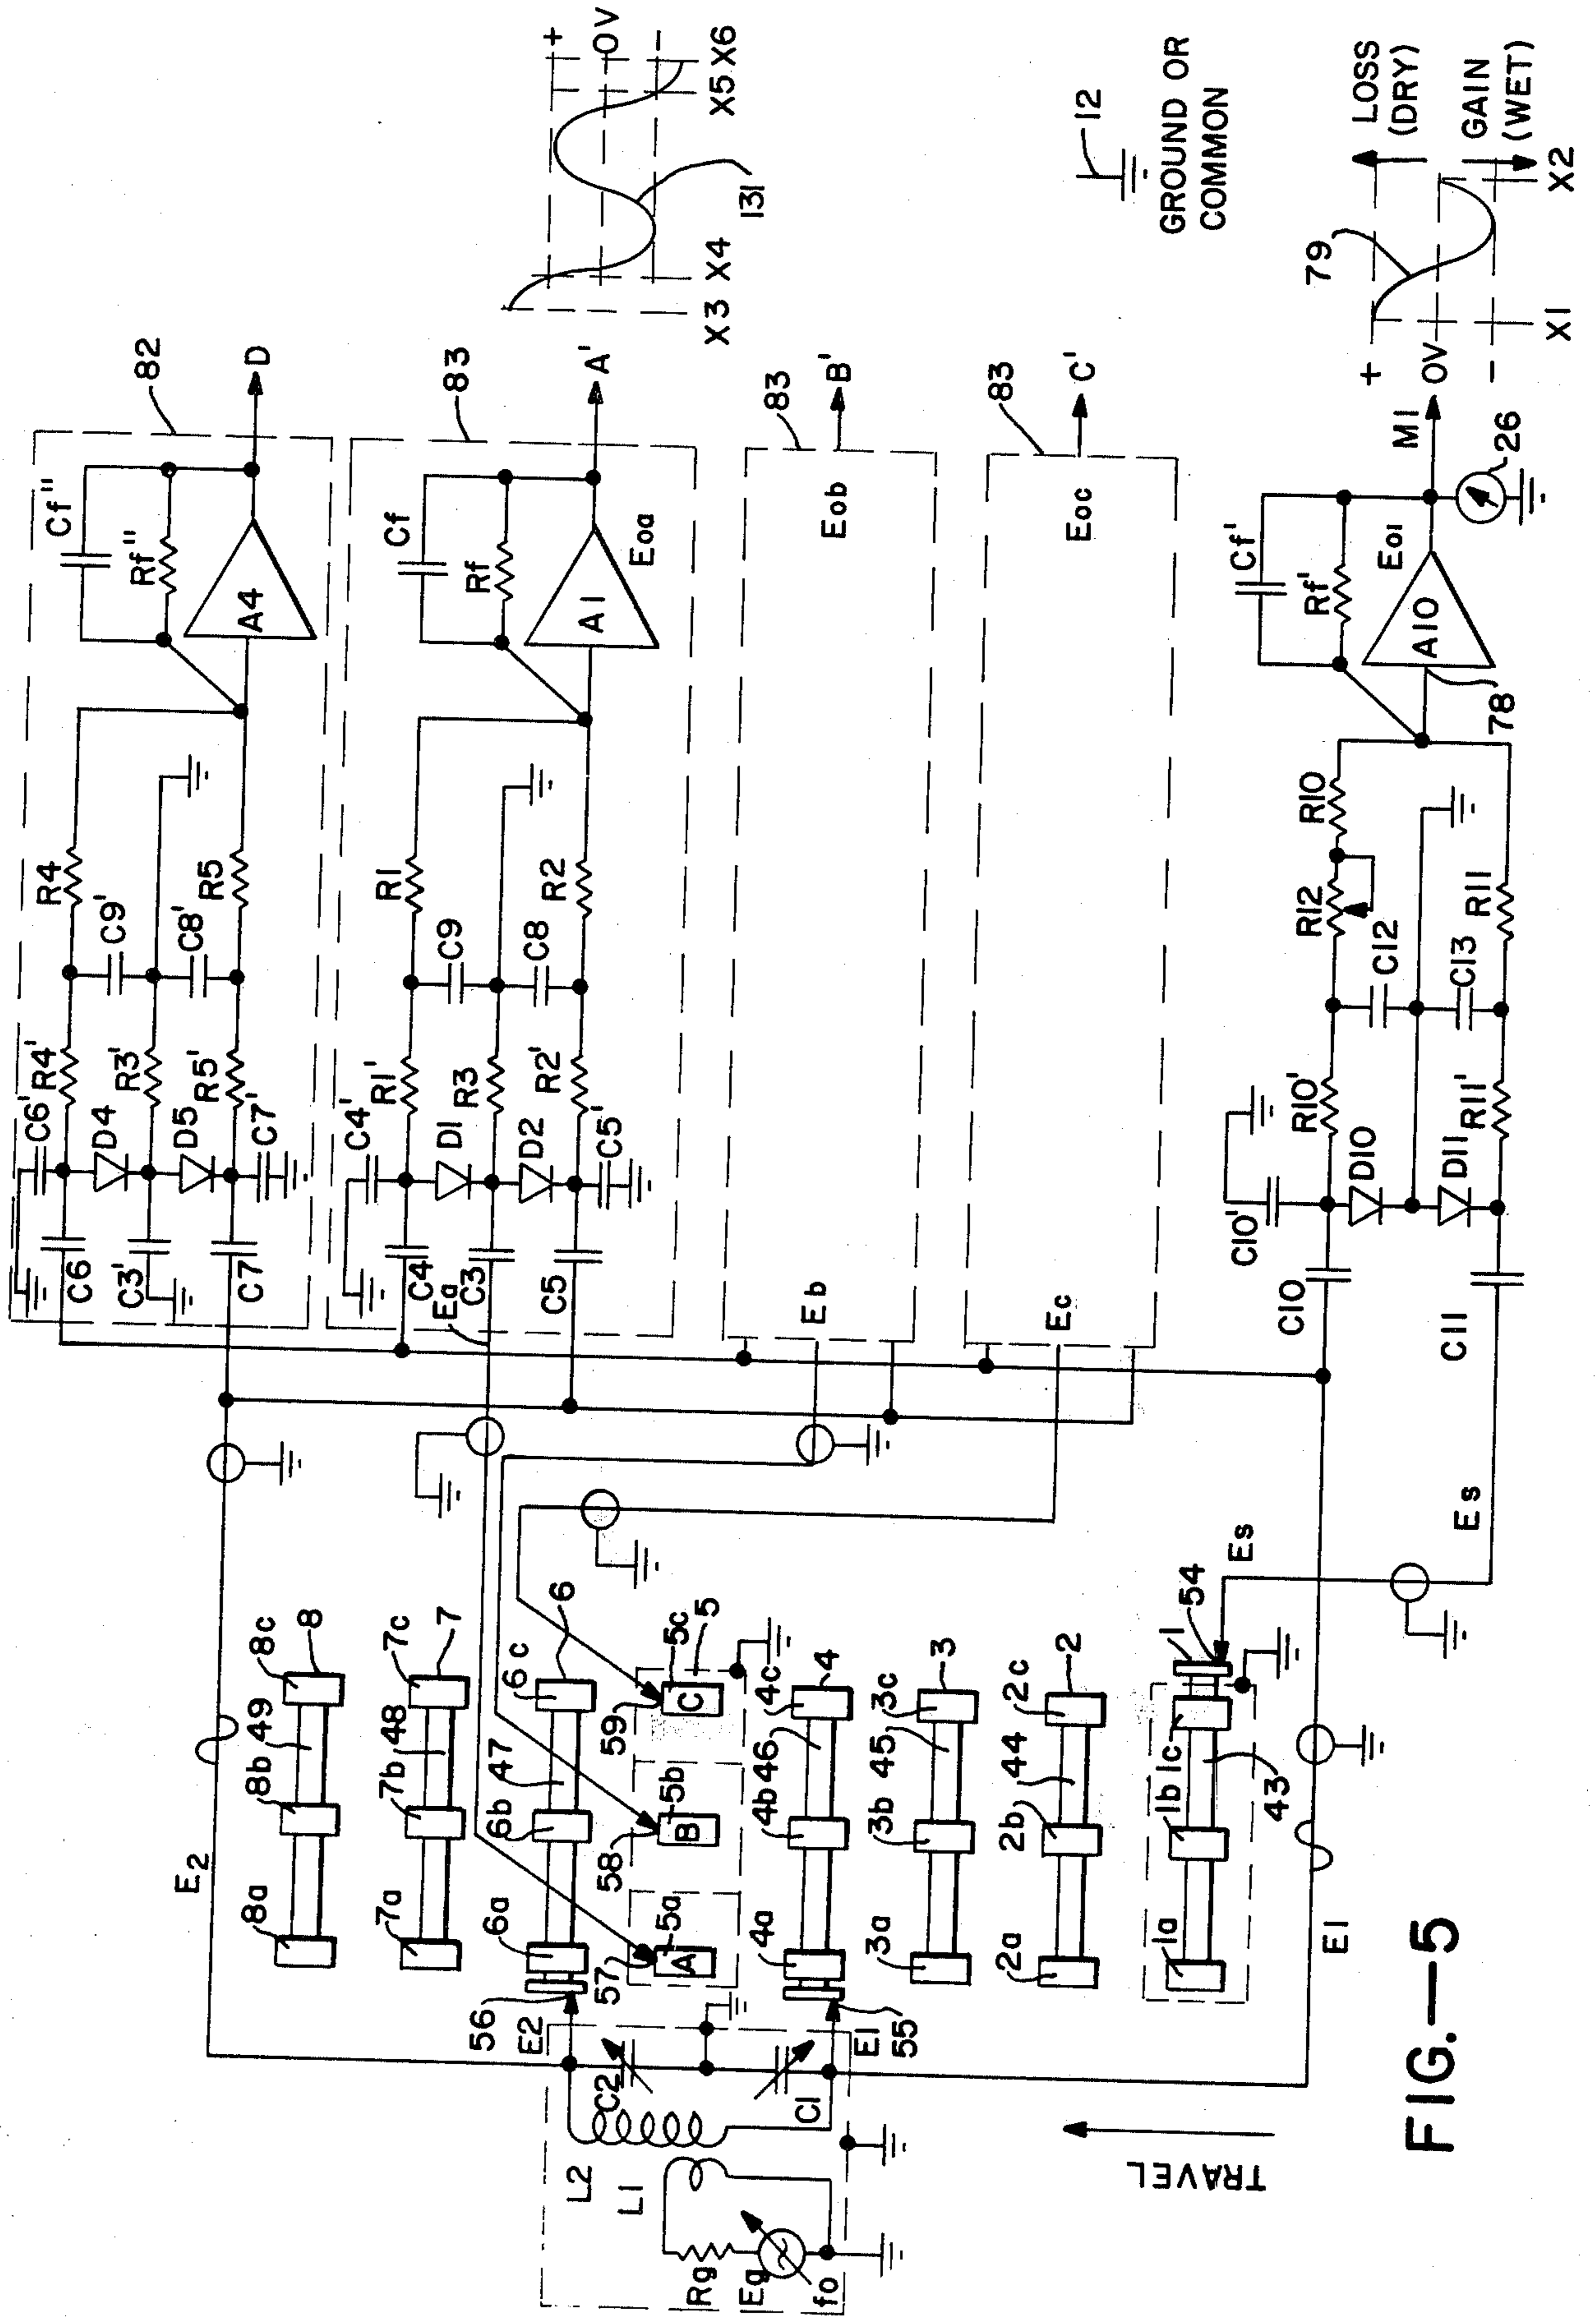 82
Cf"
Rf"
A4
D
R4
R5
C9'
C8'
R4'
R3'
R5'
C6'
D4
D5
C7'
C6
C3'
C7
83
Cf
Rf
A1
Eoa
A'
R1
R2
C9
C8
R1'
R3
R2'
C4'
D1
D2
C5'
C4
Ea
C3
C5
+
0V
-
X3
X4
X5
X6
131
83
B'
Eob
Eb
83
C'
Eoc
Ec
12
GROUND OR
COMMON
E2
8a
8b
49
8c
8
7a
7b
48
7c
7
6a
6b
47
6c
6
56
E2
57
A
5a
58
B
5b
59
C
5c
5
4a
4b
46
4c
4
E1
55
3a
3b
45
3c
3
2a
2b
44
2c
2
1a
1b
1c
1
43
54
Es
E1
Es
C2
C1
L2
L1
Rg
Eg
fo
TRAVEL
C10'
C10
C11
D10
D11
R10'
R11'
C12
C13
R12
R10
R11
Cf'
Rf'
A10
78
Eo1
M1
26
+
0V
-
79
X1
X2
LOSS
(DRY)
GAIN
(WET)
FIG.—5